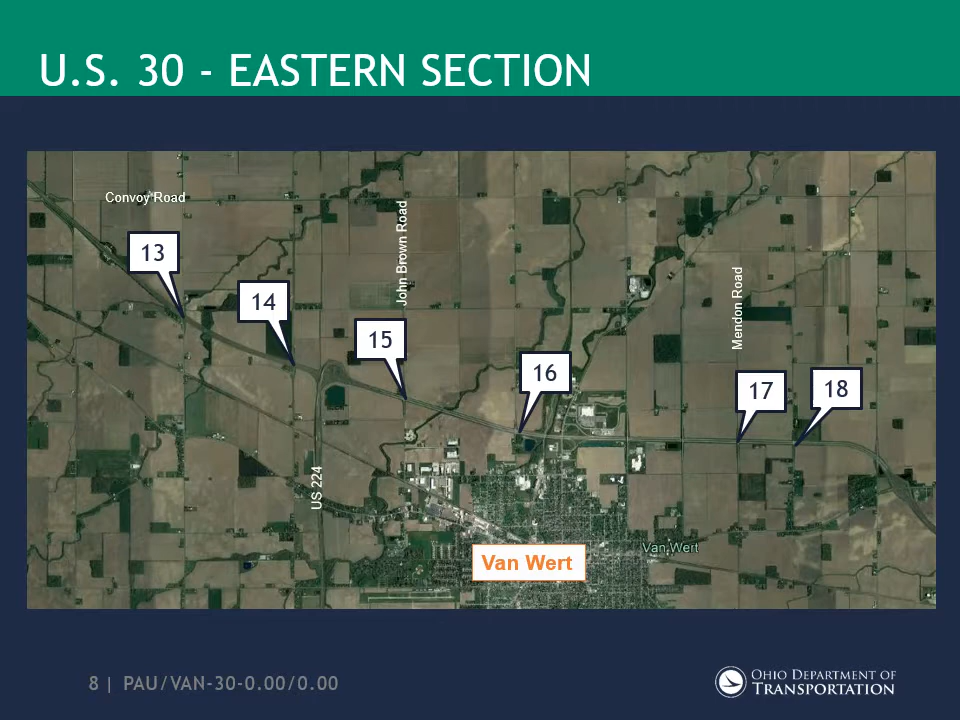 U.S. 30 - EASTERN SECTION
Convoy Road
13
John Brown Road
14
Mendon Road
15
16
17
18
US 224
Van Wert
Van Wert
8 | PAU/VAN-30-0.00/0.00
OHIO DEPARTMENT OF
TRANSPORTATION